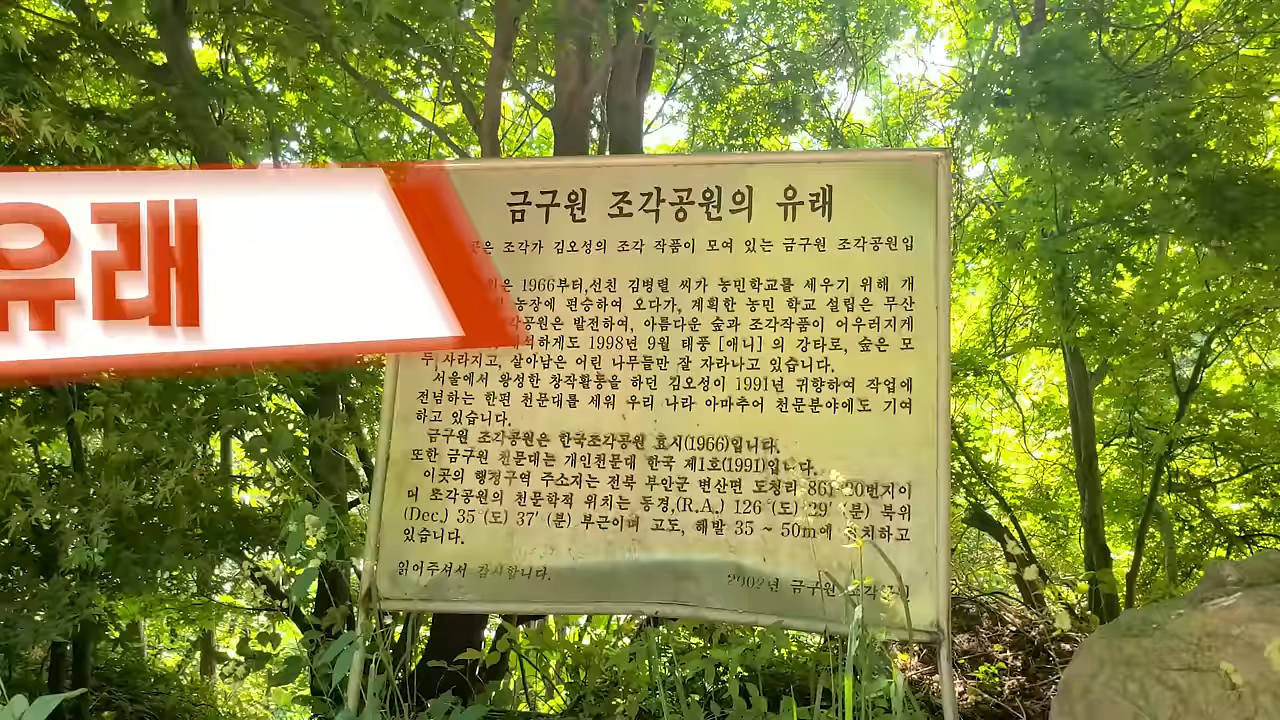 유래
금구원 조각공원의 유래
조각가 김오성의 조각 작품이 모여 있는 금구원 조각공원입
1966부터,선친 김병렬 씨가 농민학교를 세우기 위해 개
농장에 편승하여 오다가, 계획한 농민 학교 설립은 무산
조각공원은 발전하여, 아름다운 숲과 조각작품이 어우러지게
1998년 9월 태풍 [애니] 의 강타로, 숲은 모
두 사라지고, 살아남은 어린 나무들만 잘 자라나고 있습니다.
서울에서 왕성한 창작활동을 하던 김오성이 1991년 귀향하여 작업에
전념하는 한편 천문대를 세워 우리 나라 아마추어 천문분야에도 기여
하고 있습니다.
금구원 조각공원은 한국조각공원 효시(1966)입니다.
또한 금구원 천문대는 개인천문대 한국 제1호(1991)입니다.
이곳의 행정구역 주소지는 전북 부안군 변산면 도청리 861-20번지이
며 조각공원의 천문학적 위치는 동경,(R.A.) 126°(도) 29′ (분) 북위
(Dec.) 35°(도) 37′ (분) 부근이며 고도, 해발 35 ~ 50m에 위치하고
있습니다.
읽어주셔서 감사합니다.
2002년 금구원 조각공원